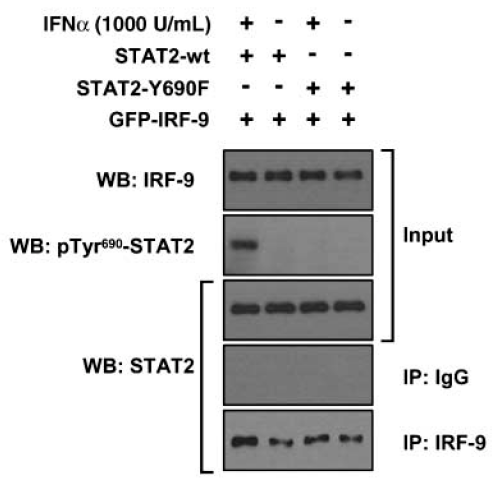 IFNα (1000 U/mL) + - + -
STAT2-wt + + - -
STAT2-Y690F - - + +
GFP-IRF-9 + + + +
WB: IRF-9
WB: pTyr⁶⁹⁰-STAT2
Input
WB: STAT2
IP: IgG
IP: IRF-9